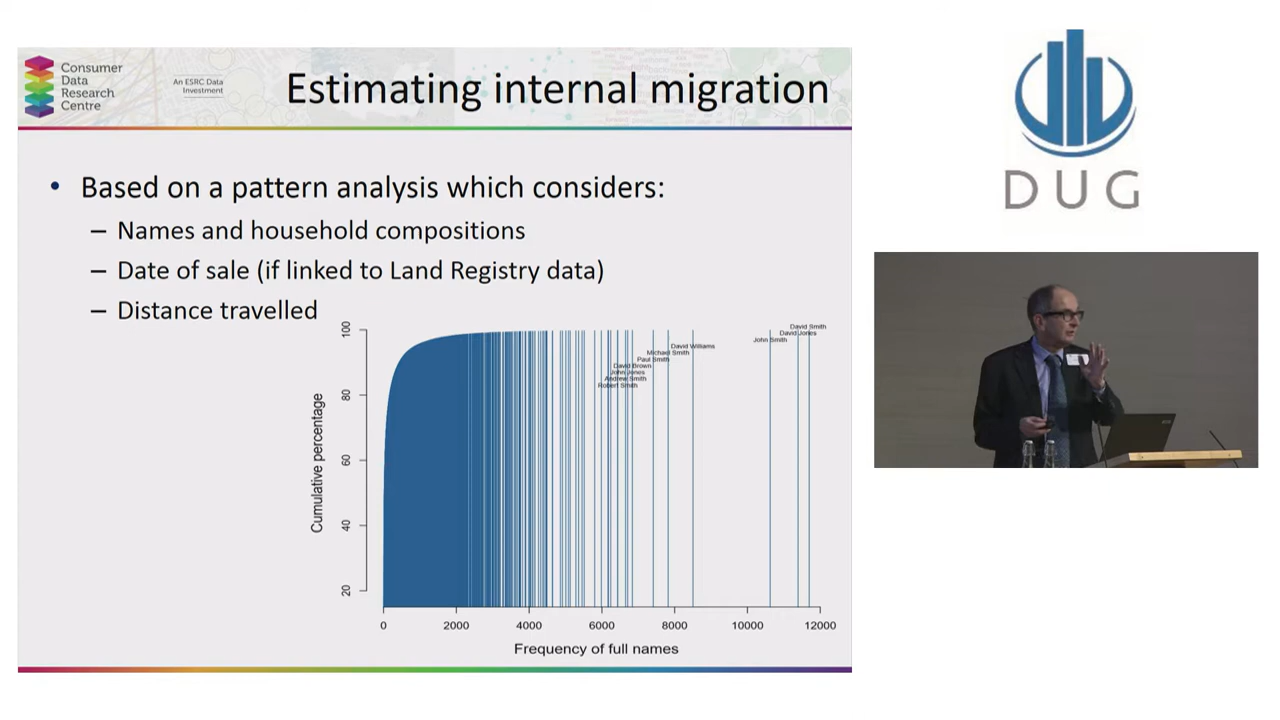 Consumer
Data
Research
Centre
An ESRC Data
Investment
Estimating internal migration
• Based on a pattern analysis which considers:
– Names and household compositions
– Date of sale (if linked to Land Registry data)
– Distance travelled
David Smith
David Jones
John Smith
David Williams
Michael Smith
Paul Smith
David Brown
John Jones
Andrew Smith
Robert Smith
Cumulative percentage
100
80
60
40
20
0 2000 4000 6000 8000 10000 12000
Frequency of full names
DUG